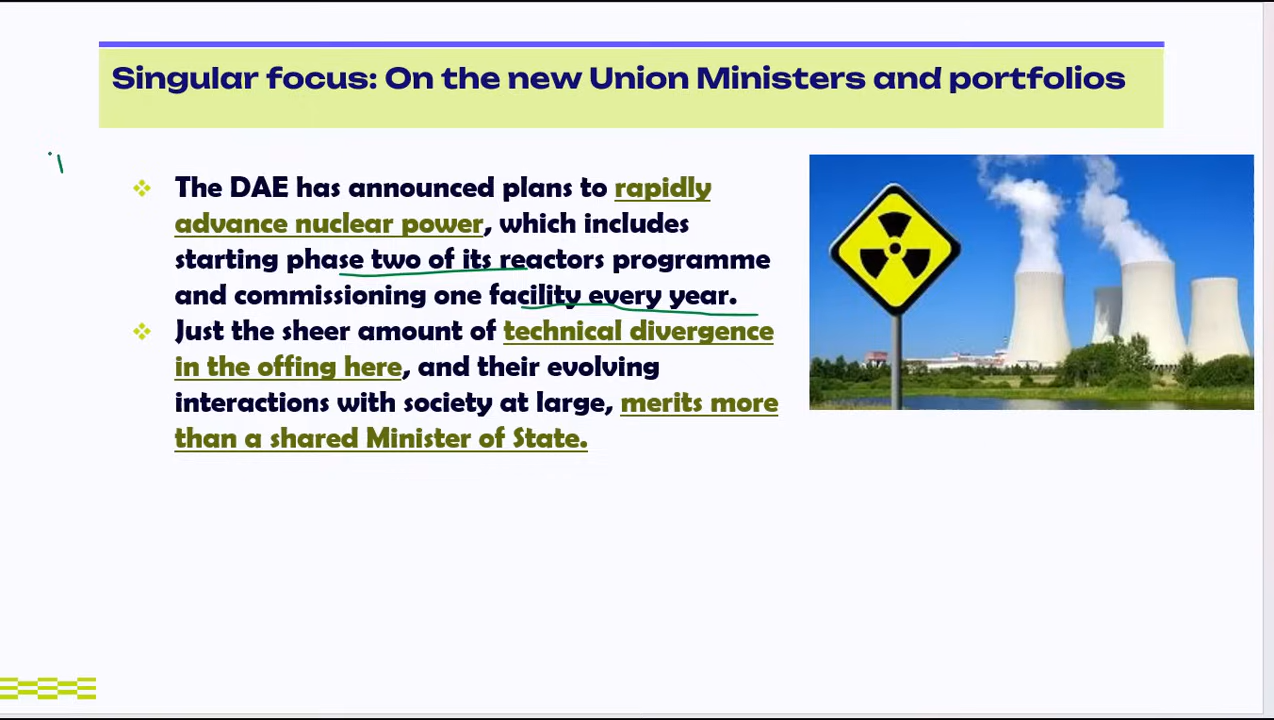 Singular focus: On the new Union Ministers and portfolios
The DAE has announced plans to rapidly
advance nuclear power, which includes
starting phase two of its reactors programme
and commissioning one facility every year.
Just the sheer amount of technical divergence
in the offing here, and their evolving
interactions with society at large, merits more
than a shared Minister of State.